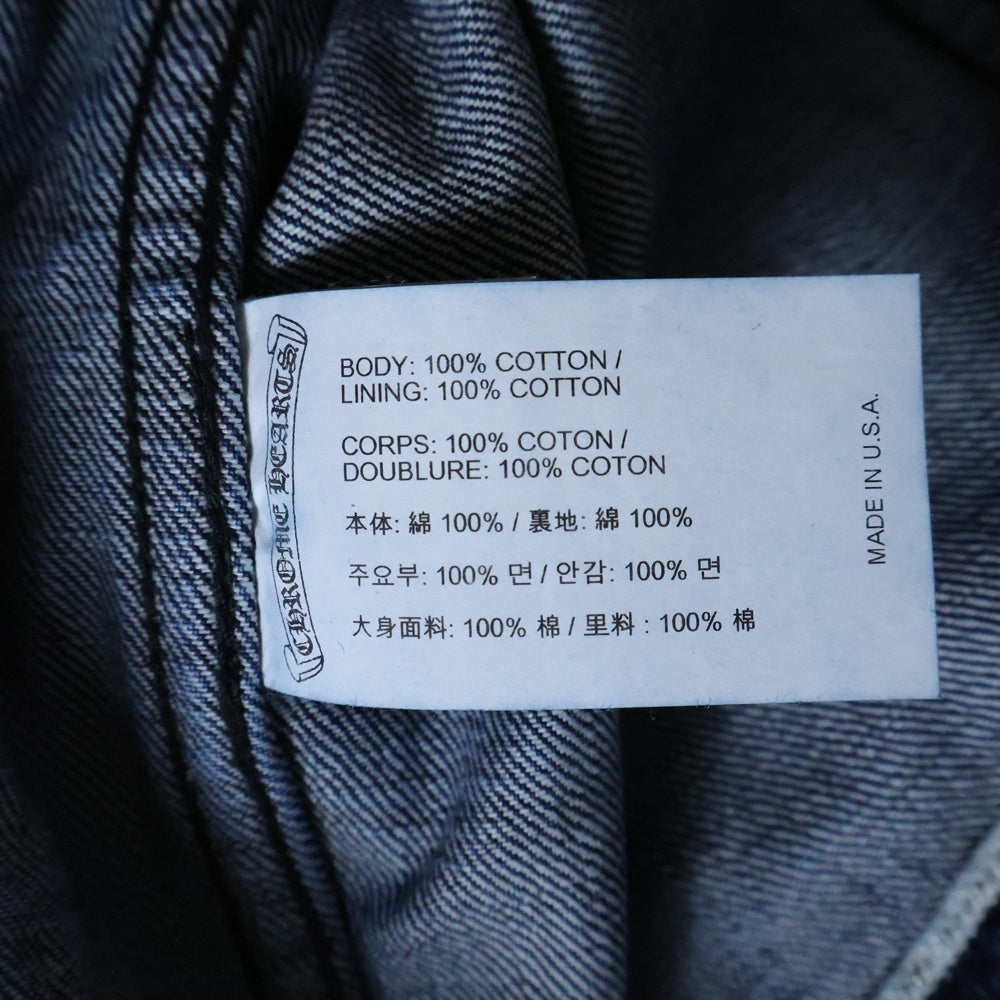 CHROME HEARTS
BODY: 100% COTTON /
LINING: 100% COTTON
CORPS: 100% COTON /
DOUBLURE: 100% COTON
本体: 綿 100% / 裏地: 綿 100%
주요부: 100% 면 / 안감: 100% 면
大身面料: 100% 棉 / 里料 : 100% 棉
MADE IN U.S.A.